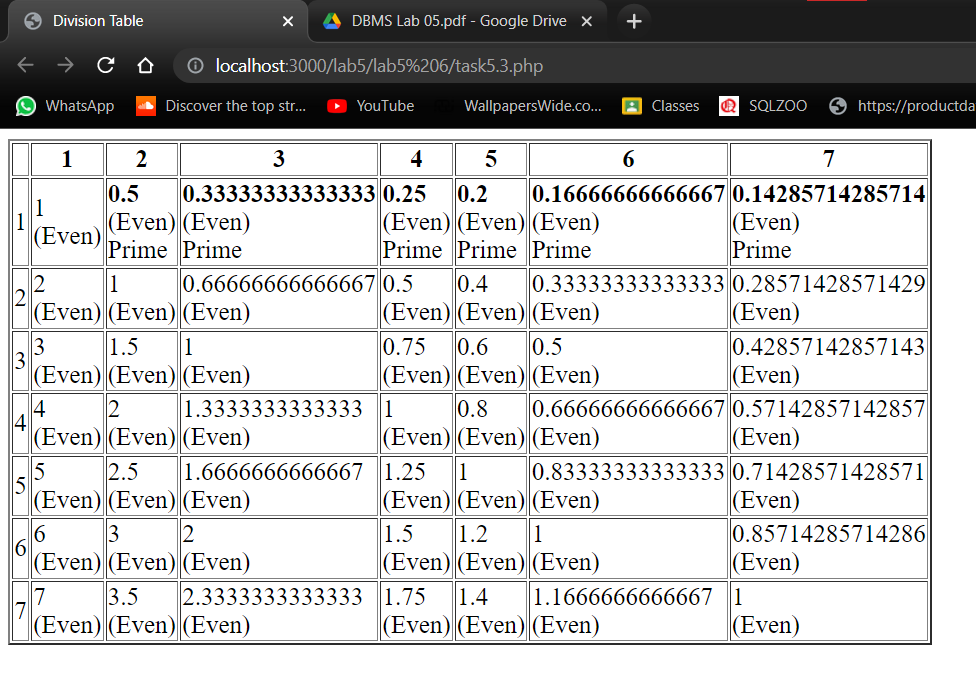 Division Table
DBMS Lab 05.pdf - Google Drive
localhost:3000/lab5/lab5%206/task5.3.php
WhatsApp Discover the top str... YouTube WallpapersWide.co... Classes SQLZOO https://productda
1 2 3 4 5 6 7
1 1 (Even) 0.5 (Even) Prime 0.33333333333333 (Even) Prime 0.25 (Even) Prime 0.2 (Even) Prime 0.16666666666667 (Even) Prime 0.14285714285714 (Even) Prime
2 2 (Even) 1 (Even) 0.66666666666667 (Even) 0.5 (Even) 0.4 (Even) 0.33333333333333 (Even) 0.28571428571429 (Even)
3 3 (Even) 1.5 (Even) 1 (Even) 0.75 (Even) 0.6 (Even) 0.5 (Even) 0.42857142857143 (Even)
4 4 (Even) 2 (Even) 1.3333333333333 (Even) 1 (Even) 0.8 (Even) 0.66666666666667 (Even) 0.57142857142857 (Even)
5 5 (Even) 2.5 (Even) 1.6666666666667 (Even) 1.25 (Even) 1 (Even) 0.83333333333333 (Even) 0.71428571428571 (Even)
6 6 (Even) 3 (Even) 2 (Even) 1.5 (Even) 1.2 (Even) 1 (Even) 0.85714285714286 (Even)
7 7 (Even) 3.5 (Even) 2.3333333333333 (Even) 1.75 (Even) 1.4 (Even) 1.1666666666667 (Even) 1 (Even)